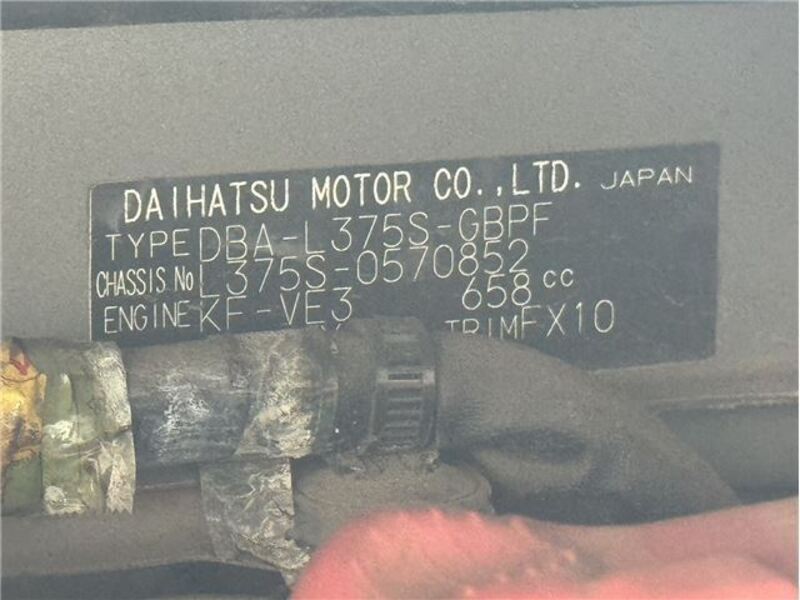 DAIHATSU MOTOR CO.,LTD. JAPAN
TYPE DBA-L375S-GBPF
CHASSIS No L375S-0570852
ENGINE KF-VE3 658 cc
TRIM FX10